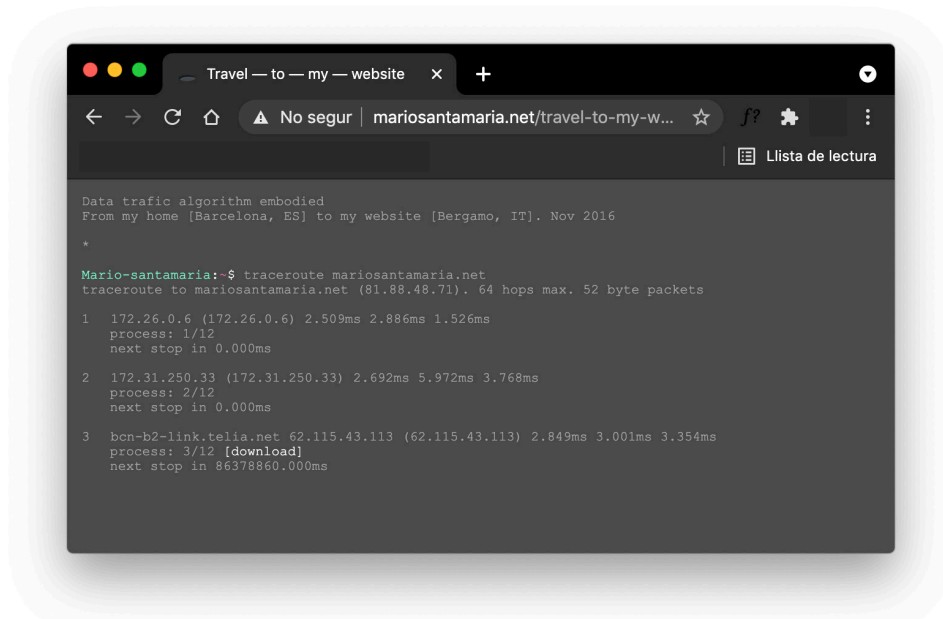 Travel — to — my — website
No segur mariosantamaria.net/travel-to-my-w... f?
Llista de lectura
Data trafic algorithm embodied
From my home [Barcelona, ES] to my website [Bergamo, IT]. Nov 2016
*
Mario-santamaria:~$ traceroute mariosantamaria.net
traceroute to mariosantamaria.net (81.88.48.71). 64 hops max. 52 byte packets
1 172.26.0.6 (172.26.0.6) 2.509ms 2.886ms 1.526ms
process: 1/12
next stop in 0.000ms
2 172.31.250.33 (172.31.250.33) 2.692ms 5.972ms 3.768ms
process: 2/12
next stop in 0.000ms
3 bcn-b2-link.telia.net 62.115.43.113 (62.115.43.113) 2.849ms 3.001ms 3.354ms
process: 3/12 [download]
next stop in 86378860.000ms